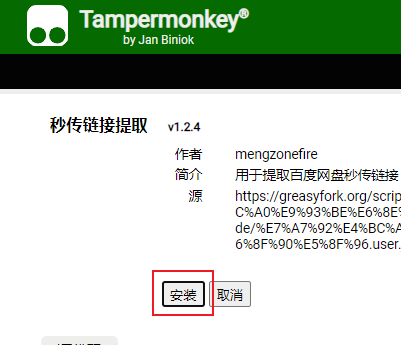 Tampermonkey®
by Jan Biniok
秒传链接提取 v1.2.4
作者 mengzonefire
简介 用于提取百度网盘秒传链接
源 https://greasyfork.org/scrip
C%A0%E9%93%BE%E6%8E%
de/%E7%A7%92%E4%BC%A
6%8F%90%E5%8F%96.user.
安装 取消